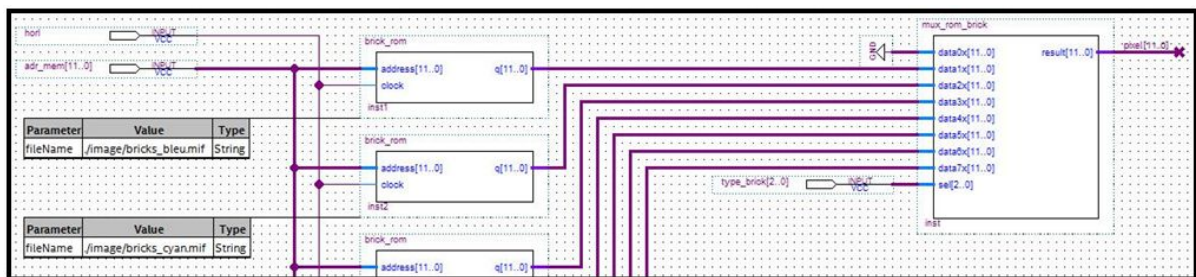 horl
INPUT
VCC
adr_mem[11..0]
INPUT
VCC
brick_rom
address[11..0]
q[11..0]
clock
inst1
Parameter Value Type
fileName ./image/bricks_bleu.mif String
brick_rom
address[11..0]
q[11..0]
clock
inst2
Parameter Value Type
fileName ./image/bricks_cyan.mif String
brick_rom
address[11..0]
q[11..0]
mux_rom_brick
GND
data0x[11..0]
result[11..0]
pixel[11..0]
data1x[11..0]
data2x[11..0]
data3x[11..0]
data4x[11..0]
data5x[11..0]
data6x[11..0]
data7x[11..0]
type_brick[2..0]
INPUT
VCC
sel[2..0]
inst